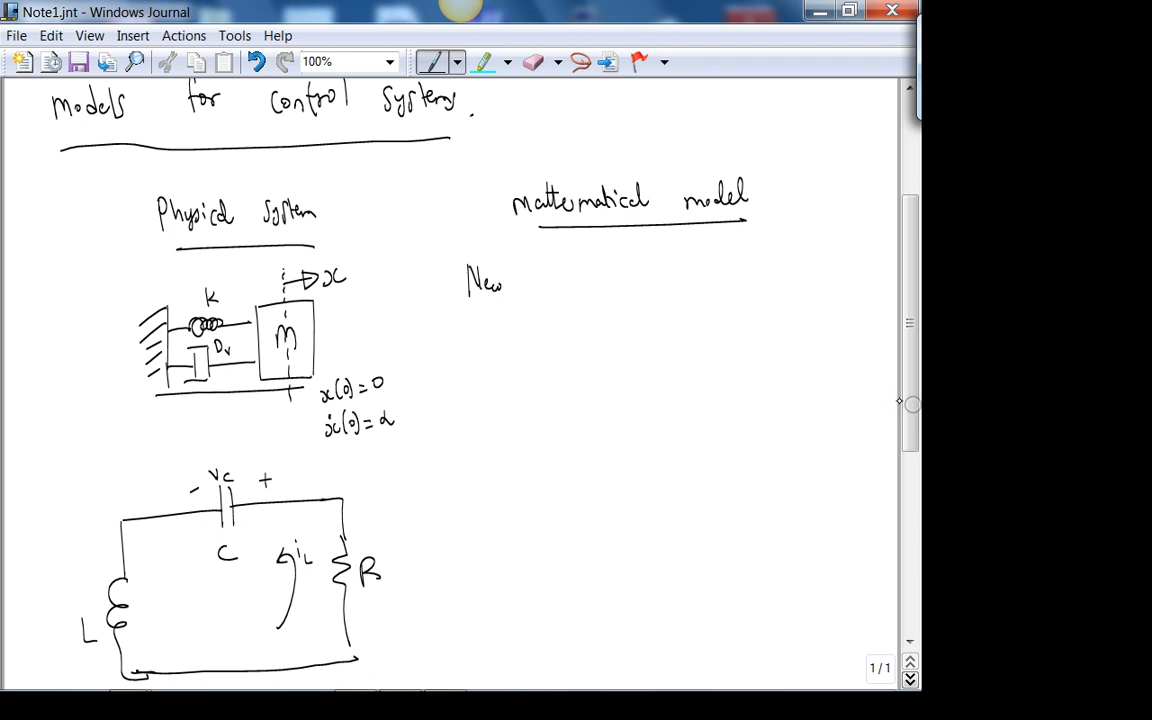 Note1.jnt - Windows Journal
File Edit View Insert Actions Tools Help
100%
Models for control systems.
Physical system
Mathematical model
x
New
K
Dv
M
x(0)=0
ẋ(0)=α
- Vc +
C
iL
R
L
1/1